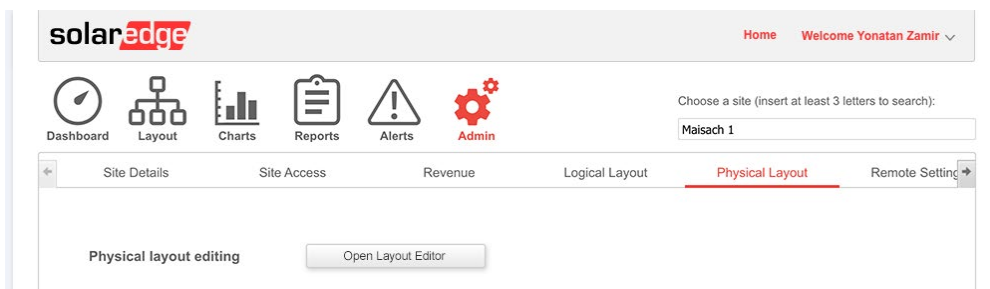 solaredge
Home Welcome Yonatan Zamir
Dashboard Layout Charts Reports Alerts Admin
Choose a site (insert at least 3 letters to search):
Maisach 1
Site Details Site Access Revenue Logical Layout Physical Layout Remote Setting
Physical layout editing Open Layout Editor